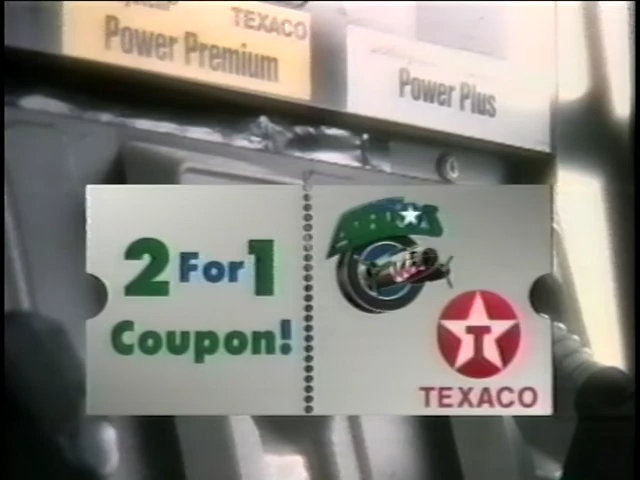 TEXACO
Power Premium
Power Plus
2 For 1
Coupon!
T
TEXACO